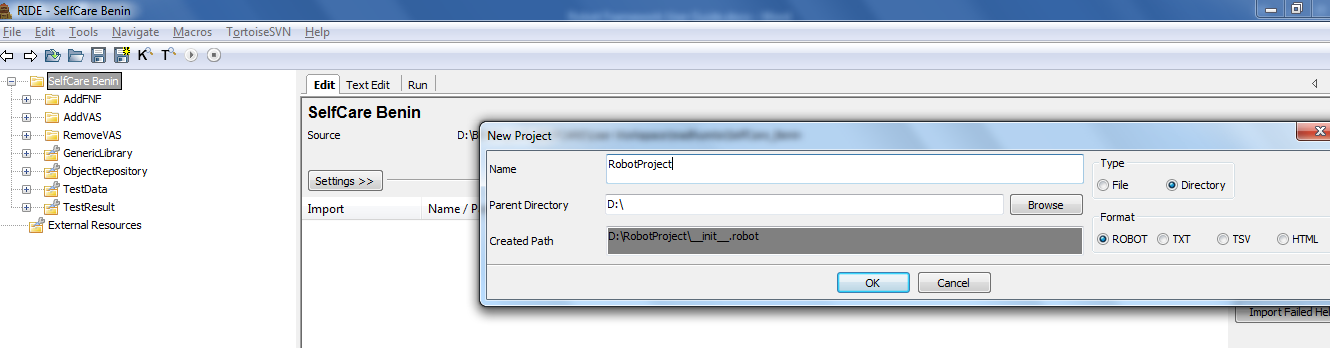 RIDE - SelfCare Benin
File Edit Tools Navigate Macros TortoiseSVN Help
K T
SelfCare Benin
AddFNF
AddVAS
RemoveVAS
GenericLibrary
ObjectRepository
TestData
TestResult
External Resources
Edit Text Edit Run
SelfCare Benin
Source D:\
Settings >>
Import Name / P
New Project
Name RobotProject
Parent Directory D:\ Browse
Created Path D:\RobotProject\__init__.robot
Type
File Directory
Format
ROBOT TXT TSV HTML
OK Cancel
Import Failed Hel